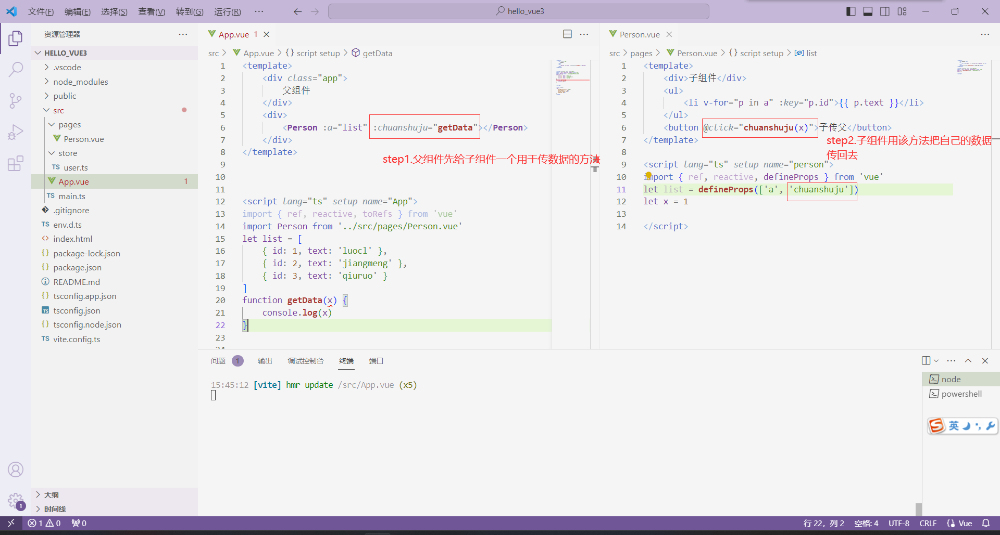 文件(F) 编辑(E) 选择(S) 查看(V) 转到(G) 运行(R) ··· hello_vue3
资源管理器 ···
HELLO_VUE3
.vscode
node_modules
public
src
pages
Person.vue
store
TS user.ts
App.vue 1
TS main.ts
.gitignore
TS env.d.ts
index.html
{} package-lock.json
{} package.json
README.md
{} tsconfig.app.json
TS tsconfig.json
{} tsconfig.node.json
TS vite.config.ts
大纲
时间线
App.vue 1
src > App.vue > {} script setup > getData
1 <template>
2 <div class="app">
3 父组件
4 </div>
5 <div>
6 <Person :a="list" :chuanshuju="getData"></Person>
7 </div>
8 </template>
step1.父组件先给子组件一个用于传数据的方法
9
10
11
12 <script lang="ts" setup name="App">
13 import { ref, reactive, toRefs } from 'vue'
14 import Person from '../src/pages/Person.vue'
15 let list = [
16 { id: 1, text: 'luocl' },
17 { id: 2, text: 'jiangmeng' },
18 { id: 3, text: 'qiuruo' }
19 ]
20 function getData(x) {
21 console.log(x)
22 }
23
24
Person.vue
src > pages > Person.vue > {} script setup > list
1 <template>
2 <div>子组件</div>
3 <ul>
4 <li v-for="p in a" :key="p.id">{{ p.text }}</li>
5 </ul>
6 <button @click="chuanshuju(x)">子传父</button>
7 </template>
step2.子组件用该方法把自己的数据
传回去
8
9 <script lang="ts" setup name="person">
10 import { ref, reactive, defineProps } from 'vue'
11 let list = defineProps(['a', 'chuanshuju'])
12 let x = 1
13
14 </script>
问题 1 输出 调试控制台 终端 端口
15:45:12 [vite] hmr update /src/App.vue (x5)
node
powershell
S 英
1
1 0 0 行 22，列 2 空格: 4 UTF-8 CRLF {} Vue